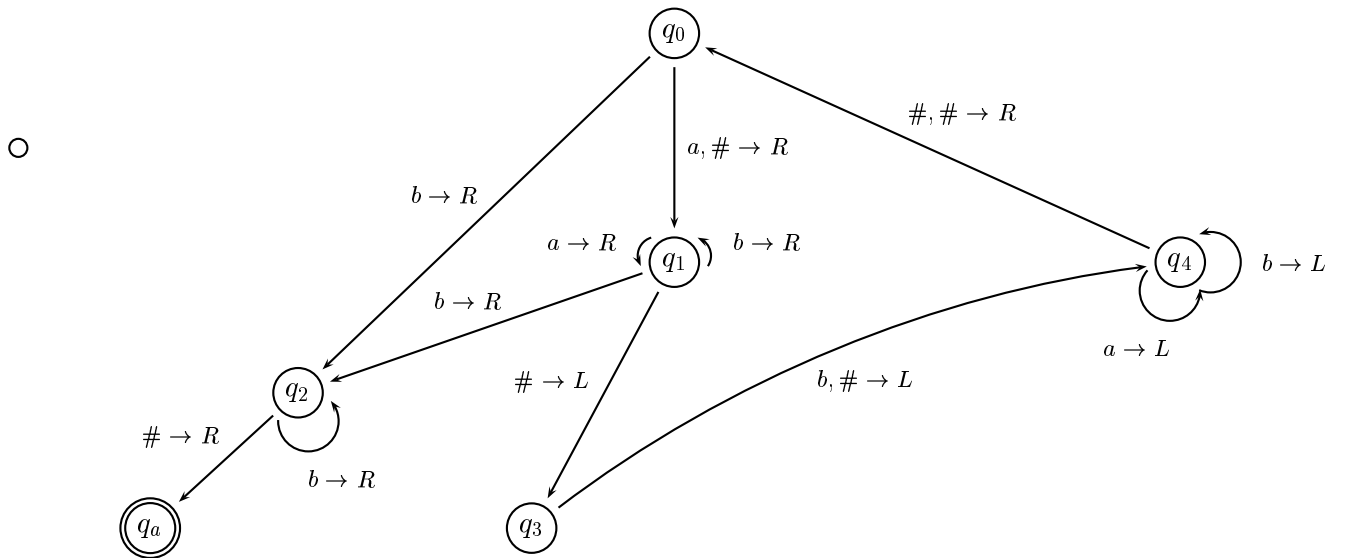 q₀
#, # → R
a, # → R
b → R
a → R
b → R
q₁
q₄
b → L
b → R
a → L
# → L
b, # → L
q₂
# → R
b → R
qₐ
q₃